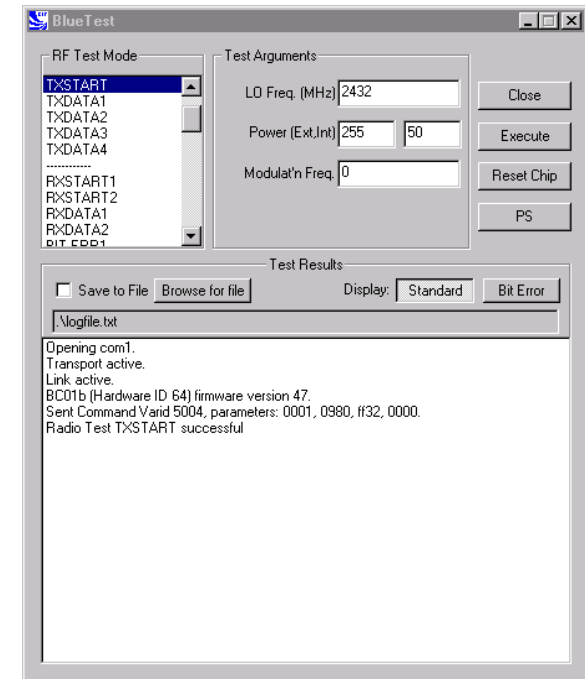 BlueTest
RF Test Mode
TXSTART
TXDATA1
TXDATA2
TXDATA3
TXDATA4
------------
RXSTART1
RXSTART2
RXDATA1
RXDATA2
BIT ERR1
Test Arguments
LO Freq. (MHz) 2432
Power (Ext,Int) 255 50
Modulat'n Freq. 0
Close
Execute
Reset Chip
PS
Test Results
Save to File Browse for file Display: Standard Bit Error
.\logfile.txt
Opening com1.
Transport active.
Link active.
BC01b (Hardware ID 64) firmware version 47.
Sent Command Varid 5004, parameters: 0001, 0980, ff32, 0000.
Radio Test TXSTART successful